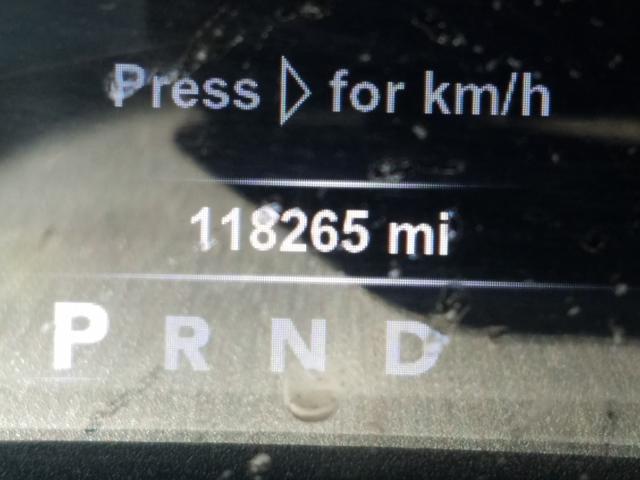 Press ▷ for km/h
118265 mi
P R N D